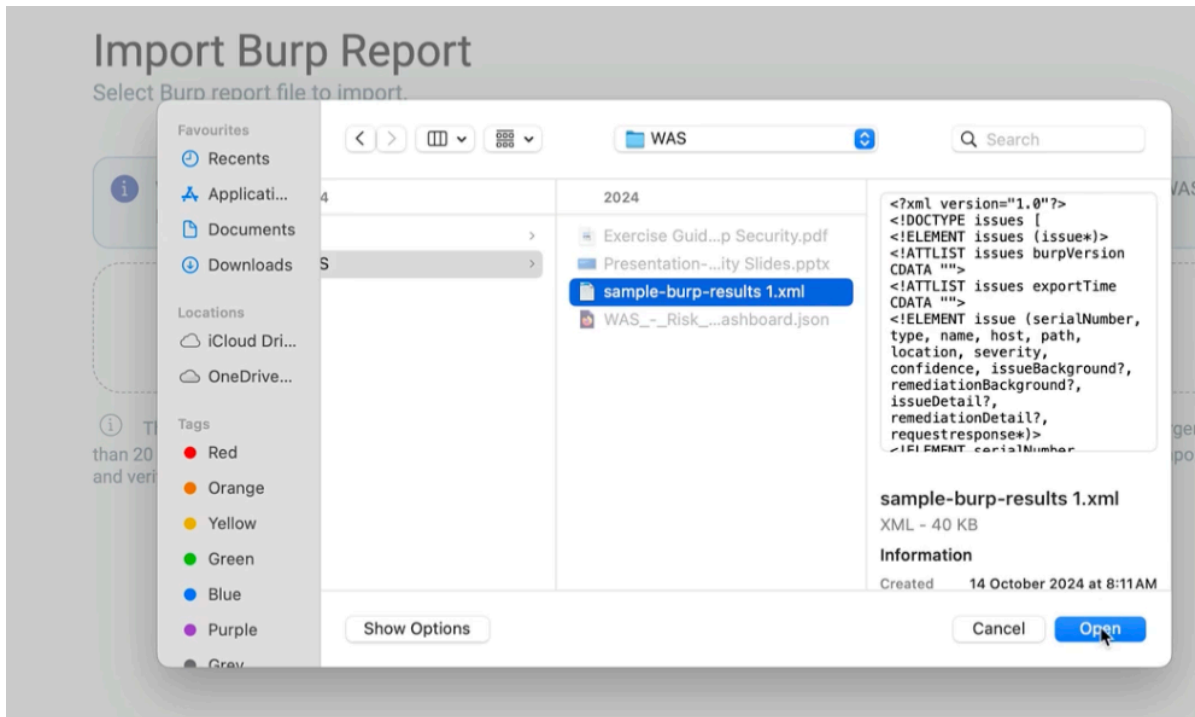 Import Burp Report
Select Burp report file to import.
Favourites
Recents
Applicati...
Documents
Downloads
Locations
iCloud Dri...
OneDrive...
Tags
Red
Orange
Yellow
Green
Blue
Purple
Grey
WAS
Search
4
S
2024
Exercise Guid...p Security.pdf
Presentation-...ity Slides.pptx
sample-burp-results 1.xml
WAS_-_Risk_...ashboard.json
<?xml version="1.0"?>
<!DOCTYPE issues [
<!ELEMENT issues (issue*)>
<!ATTLIST issues burpVersion
CDATA "">
<!ATTLIST issues exportTime
CDATA "">
<!ELEMENT issue (serialNumber,
type, name, host, path,
location, severity,
confidence, issueBackground?,
remediationBackground?,
issueDetail?,
remediationDetail?,
requestresponse*)>
<!ELEMENT serialNumber
sample-burp-results 1.xml
XML - 40 KB
Information
Created 14 October 2024 at 8:11 AM
Show Options
Cancel
Open
than 20
and veri